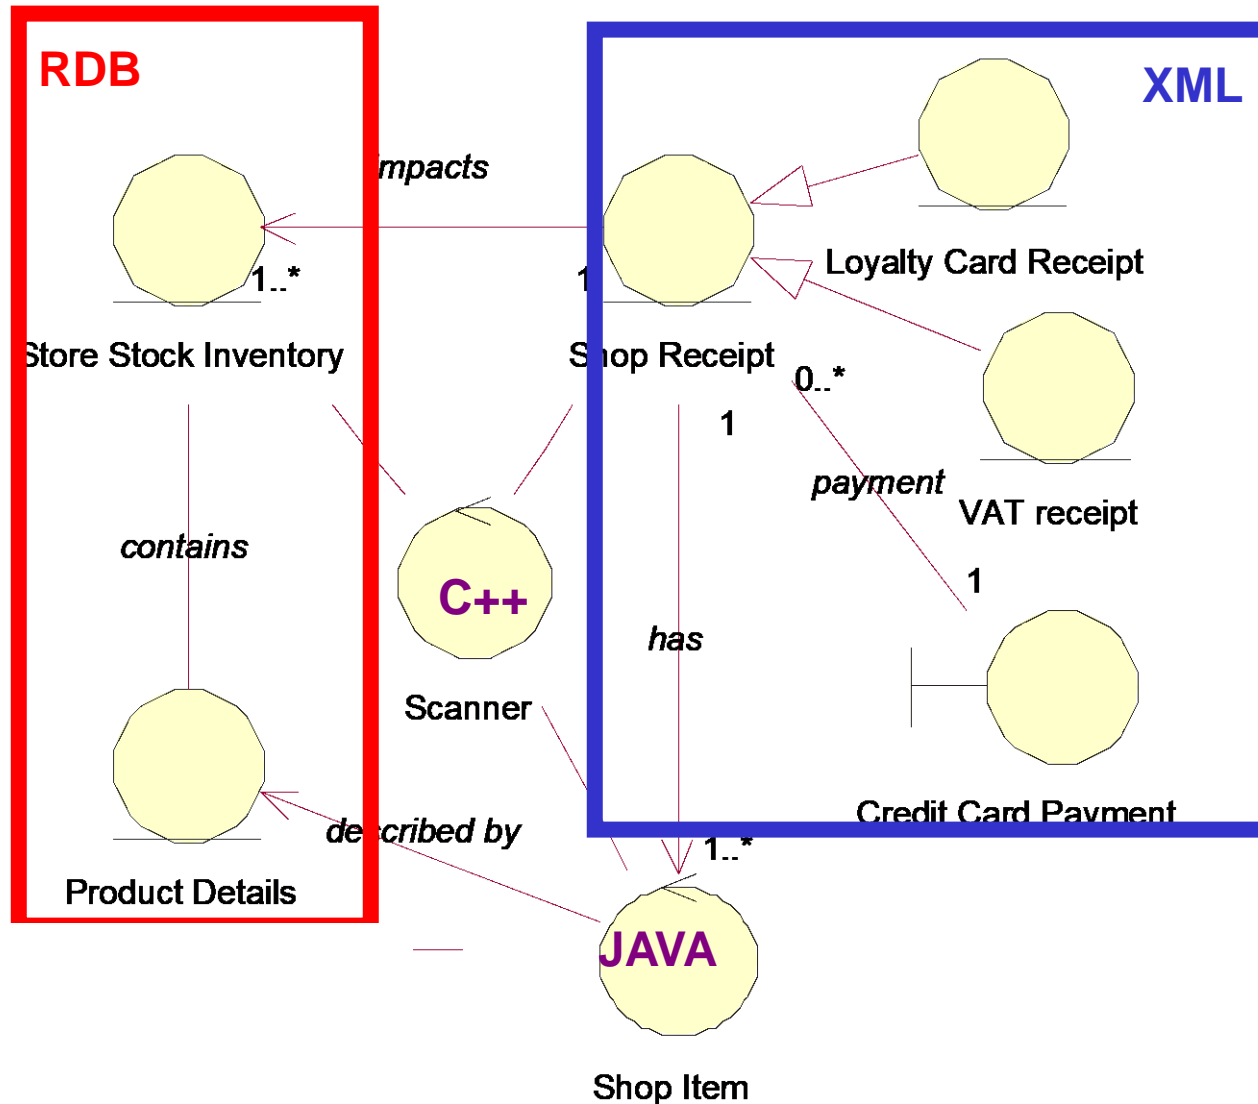 RDB
XML
impacts
1..*
1
Loyalty Card Receipt
Store Stock Inventory
Shop Receipt
0..*
1
payment
VAT receipt
contains
C++
1
has
Scanner
Credit Card Payment
described by
1..*
Product Details
JAVA
Shop Item